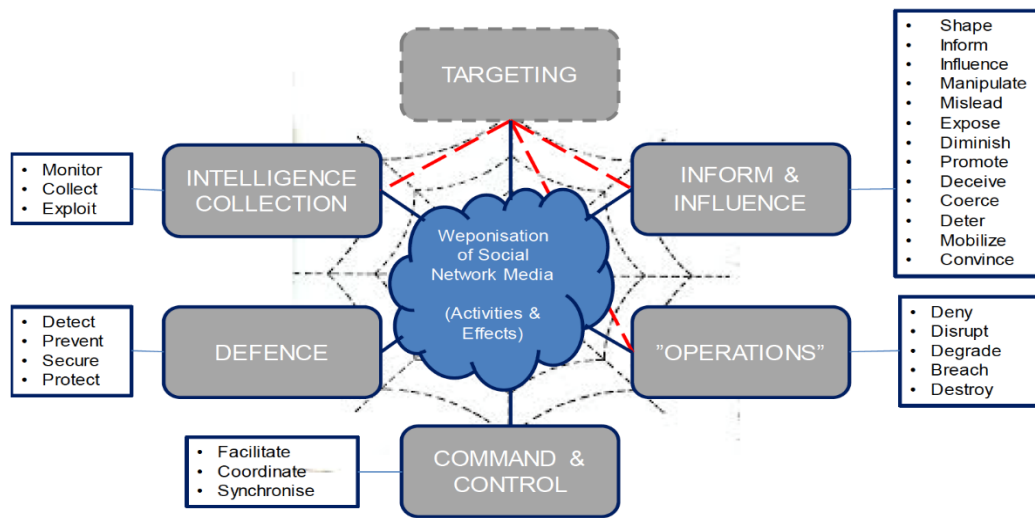 TARGETING
• Shape
• Inform
• Influence
• Manipulate
• Mislead
• Expose
• Diminish
• Promote
• Deceive
• Coerce
• Deter
• Mobilize
• Convince
• Monitor
• Collect
• Exploit
INTELLIGENCE
COLLECTION
INFORM &
INFLUENCE
Weponisation
of Social
Network Media
(Activities &
Effects)
• Detect
• Prevent
• Secure
• Protect
DEFENCE
"OPERATIONS"
• Deny
• Disrupt
• Degrade
• Breach
• Destroy
• Facilitate
• Coordinate
• Synchronise
COMMAND &
CONTROL